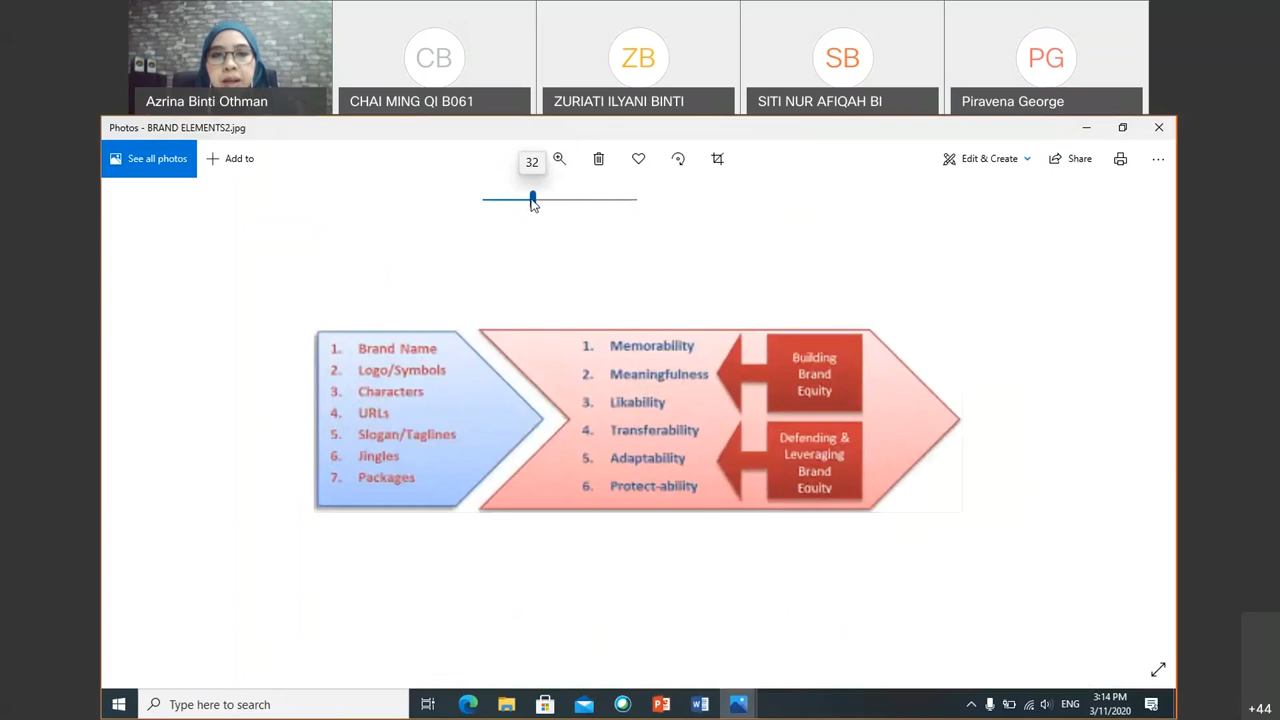 CB
ZB
SB
PG
Azrina Binti Othman
CHAI MING QI B061
ZURIATI ILYANI BINTI
SITI NUR AFIQAH BI
Piravena George
Photos - BRAND ELEMENTS2.jpg
See all photos
Add to
32
Edit & Create
Share
1. Brand Name
2. Logo/Symbols
3. Characters
4. URLs
5. Slogan/Taglines
6. Jingles
7. Packages
1. Memorability
2. Meaningfulness
3. Likability
4. Transferability
5. Adaptability
6. Protect-ability
Building
Brand
Equity
Defending &
Leveraging
Brand
Equity
Type here to search
ENG
3:14 PM
3/11/2020
+44